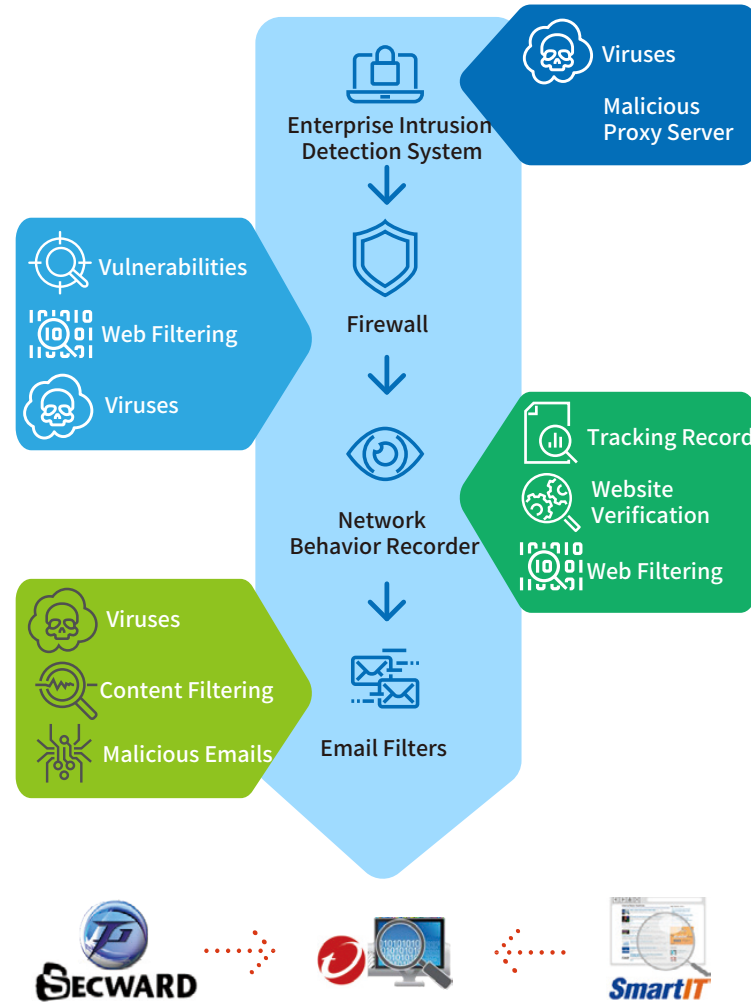 Viruses
Malicious
Proxy Server
Enterprise Intrusion
Detection System
Vulnerabilities
Web Filtering
Viruses
Firewall
Tracking Record
Website
Verification
Web Filtering
Network
Behavior Recorder
Viruses
Content Filtering
Malicious Emails
Email Filters
SECWARD
SmartIT